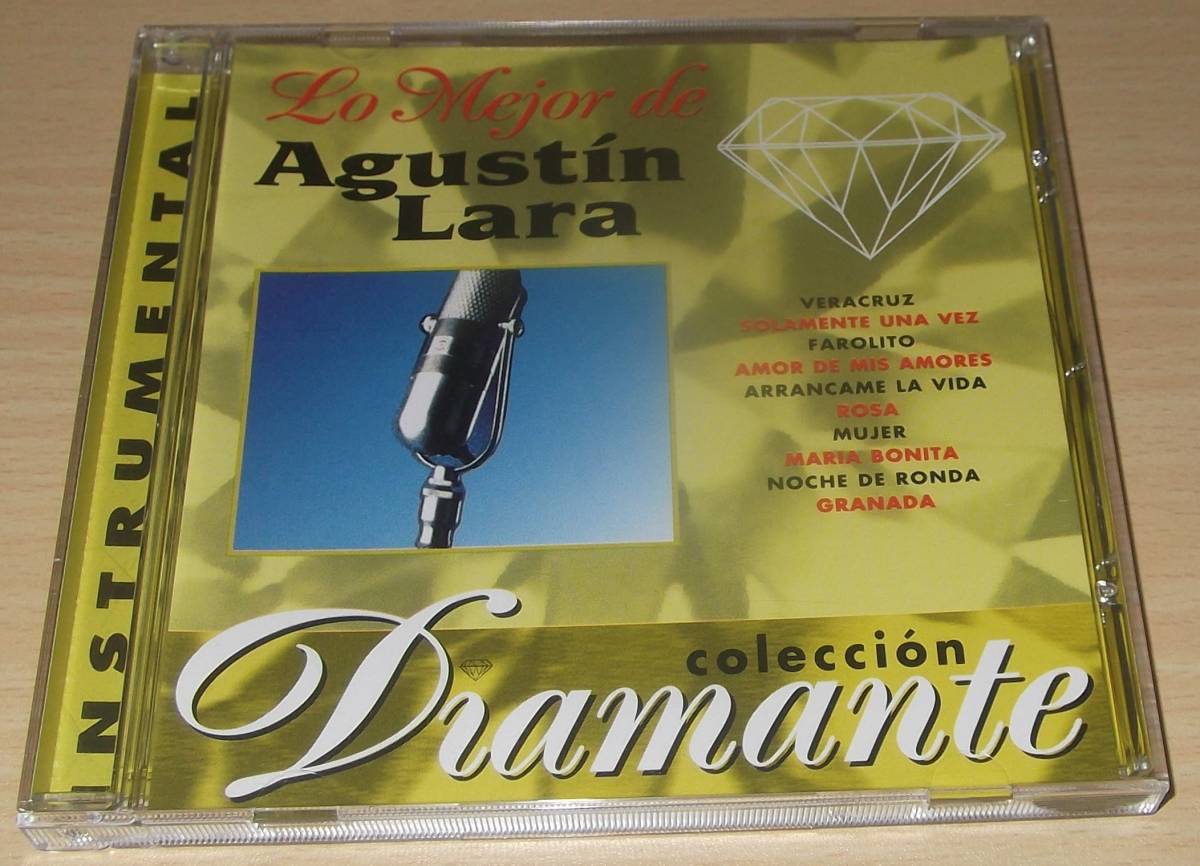 INSTRUMENTAL
Lo Mejor de
Agustín
Lara
VERACRUZ
SOLAMENTE UNA VEZ
FAROLITO
AMOR DE MIS AMORES
ARRANCAME LA VIDA
ROSA
MUJER
MARIA BONITA
NOCHE DE RONDA
GRANADA
colección
Diamante